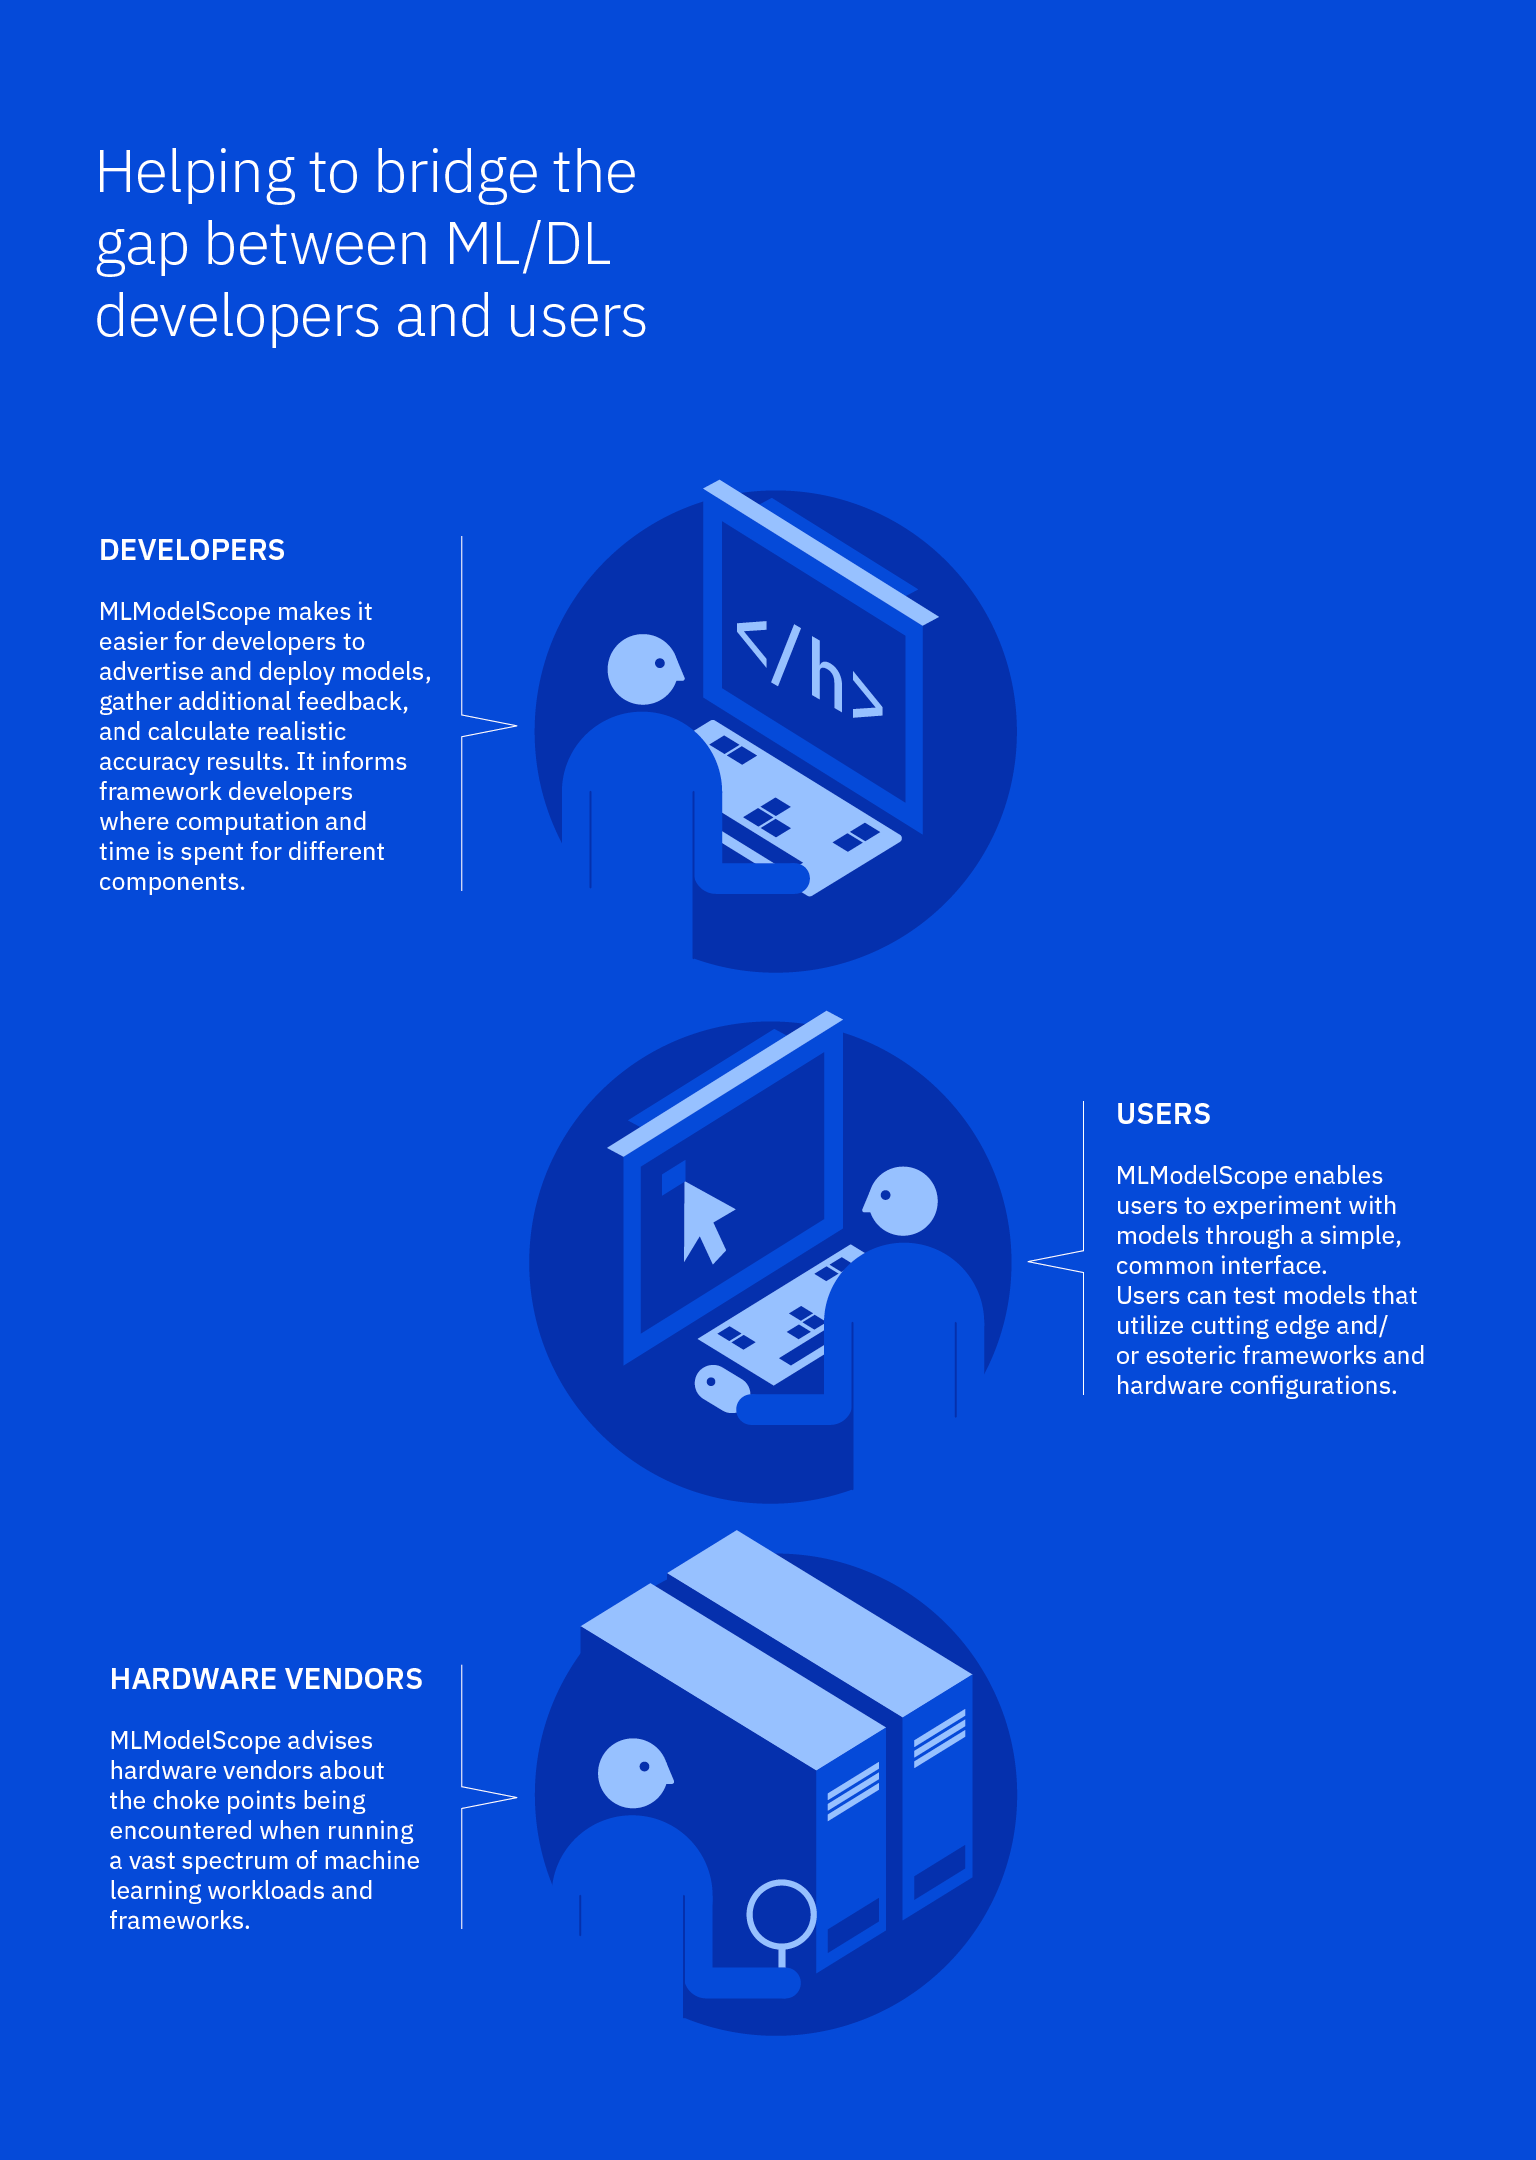 Helping to bridge the
gap between ML/DL
developers and users
DEVELOPERS
MLModelScope makes it
easier for developers to
advertise and deploy models,
gather additional feedback,
and calculate realistic
accuracy results. It informs
framework developers
where computation and
time is spent for different
components.
</h>
USERS
MLModelScope enables
users to experiment with
models through a simple,
common interface.
Users can test models that
utilize cutting edge and/
or esoteric frameworks and
hardware configurations.
HARDWARE VENDORS
MLModelScope advises
hardware vendors about
the choke points being
encountered when running
a vast spectrum of machine
learning workloads and
frameworks.